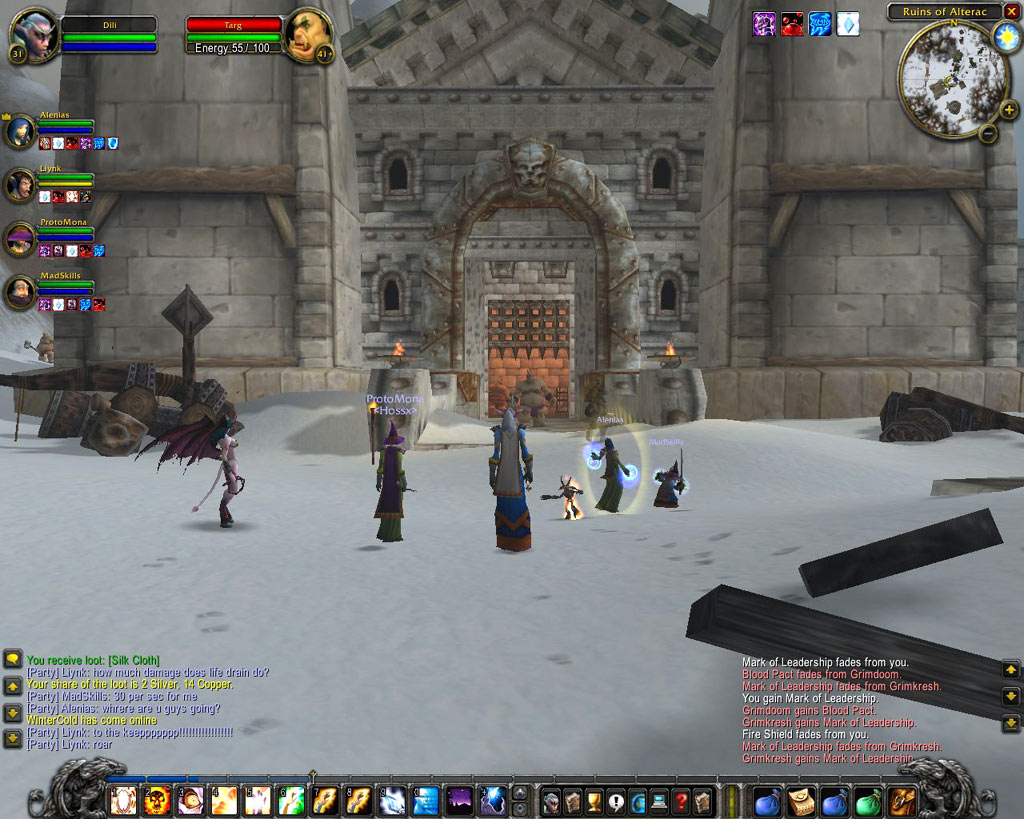 Dili
31
Targ
Energy 55 / 100
41+
Ruins of Alterac
N
Alenias
Liynk
ProtoMona
MadSkills
ProtoMona
<Hossx>
Alenias
MadSkills
You receive loot: [Silk Cloth]
[Party] Liynk: how much damage does life drain do?
Your share of the loot is 2 Silver, 14 Copper.
[Party] MadSkills: 30 per sec for me
[Party] Alenias: whrere are u guys going?
WinterCold has come online
[Party] Liynk: to the keeppppppp!!!!!!!!!!!!!!!!!!
[Party] Liynk: roar
Mark of Leadership fades from you.
Blood Pact fades from Grimdoom.
Mark of Leadership fades from Grimkresh.
You gain Mark of Leadership.
Grimdoom gains Blood Pact.
Grimkresh gains Mark of Leadership.
Fire Shield fades from you.
Mark of Leadership fades from Grimkresh.
Grimkresh gains Mark of Leadership.